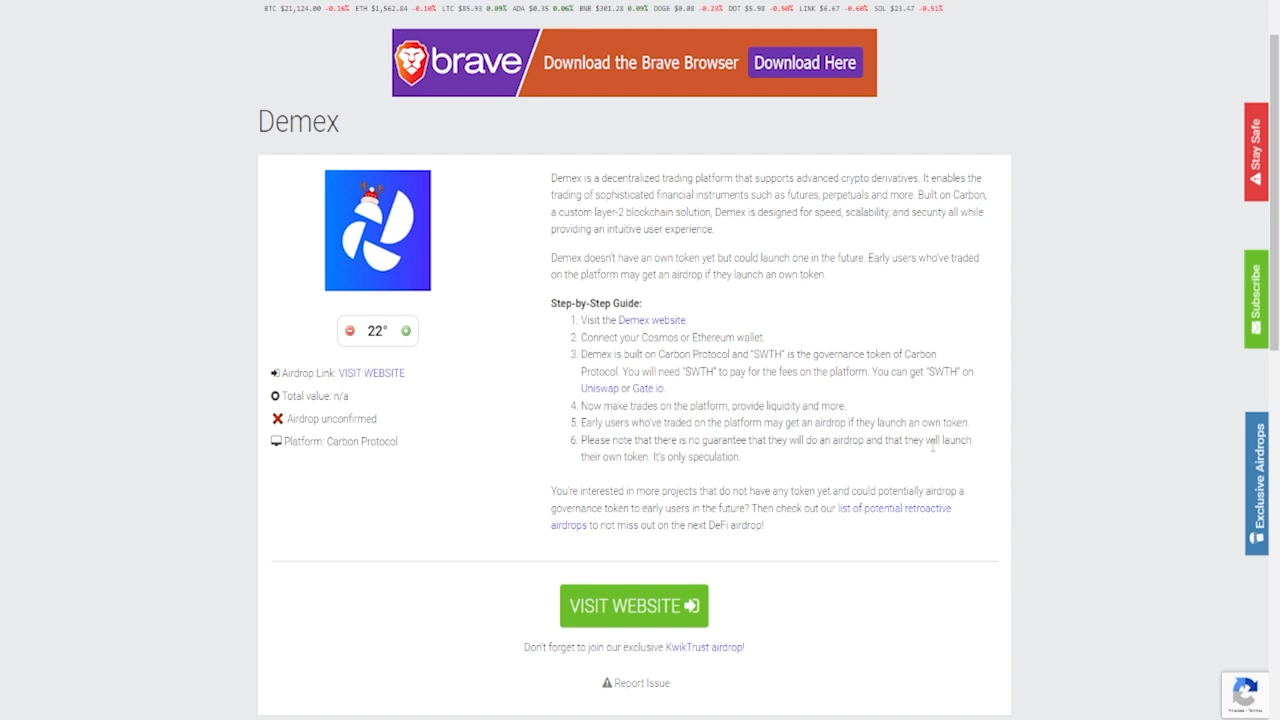 BTC $21,124.00 -0.16% ETH $1,562.84 -0.10% LTC $85.93 0.09% ADA $0.35 0.06% BNB $301.28 0.09% DOGE $0.08 -0.23% DOT $5.98 -0.50% LINK $6.67 -0.60% SOL $23.47 -0.51%
brave Download the Brave Browser Download Here
Demex
Demex is a decentralized trading platform that supports advanced crypto derivatives. It enables the
trading of sophisticated financial instruments such as futures, perpetuals and more. Built on Carbon,
a custom layer-2 blockchain solution, Demex is designed for speed, scalability, and security all while
providing an intuitive user experience.
Demex doesn't have an own token yet but could launch one in the future. Early users who've traded
on the platform may get an airdrop if they launch an own token.
Step-by-Step Guide:
1. Visit the Demex website.
2. Connect your Cosmos or Ethereum wallet.
3. Demex is built on Carbon Protocol and "SWTH" is the governance token of Carbon
Protocol. You will need "SWTH" to pay for the fees on the platform. You can get "SWTH" on
Uniswap or Gate.io.
4. Now make trades on the platform, provide liquidity and more.
5. Early users who've traded on the platform may get an airdrop if they launch an own token.
6. Please note that there is no guarantee that they will do an airdrop and that they will launch
their own token. It's only speculation.
You're interested in more projects that do not have any token yet and could potentially airdrop a
governance token to early users in the future? Then check out our list of potential retroactive
airdrops to not miss out on the next DeFi airdrop!
22°
Airdrop Link: VISIT WEBSITE
Total value: n/a
Airdrop unconfirmed
Platform: Carbon Protocol
VISIT WEBSITE
Don't forget to join our exclusive KwikTrust airdrop!
Report Issue
Stay Safe
Subscribe
Exclusive Airdrops